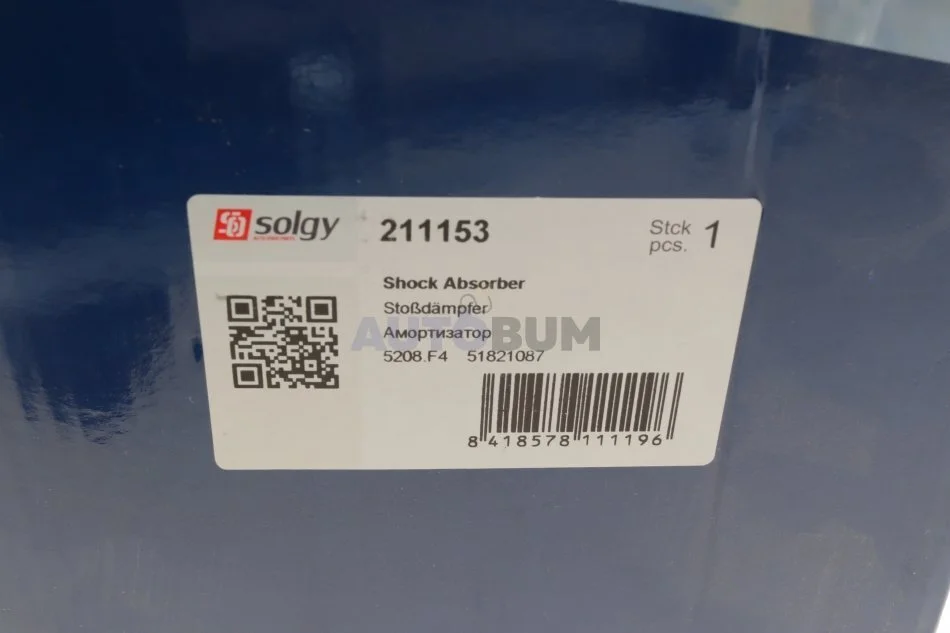 solgy
211153
Stck
pcs. 1
Shock Absorber
Stoßdämpfer
Амортизатор
AUTOBUM
5208.F4 51821087
8 418578 111196